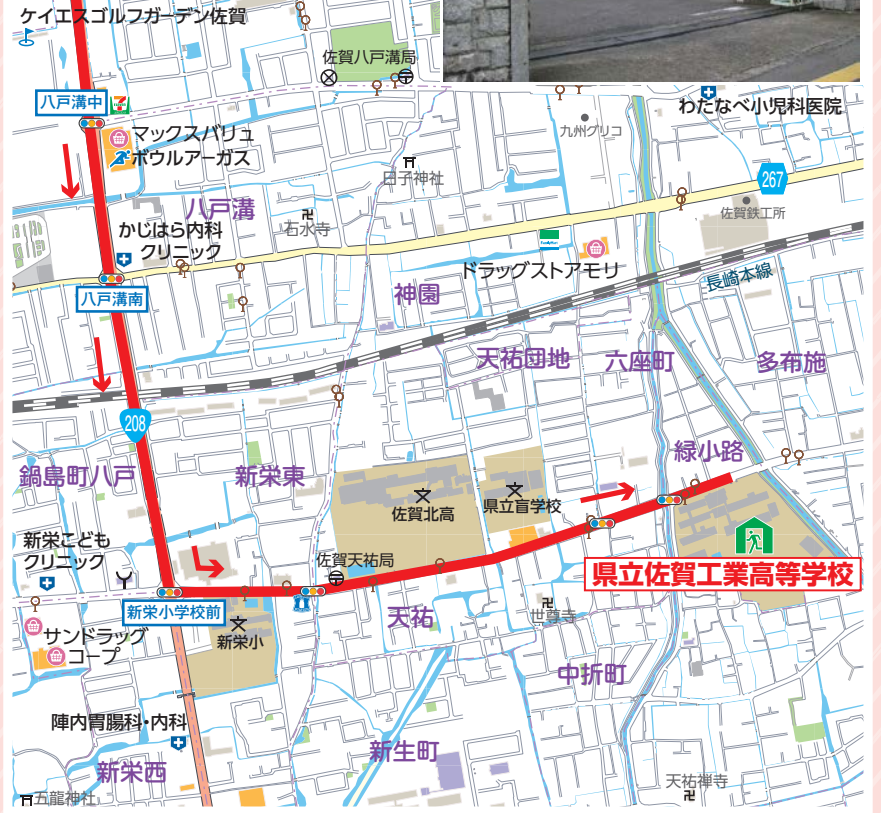 ケイエスゴルフガーデン佐賀
佐賀八戸溝局
八戸溝中
マックスバリュ
ボウルアーガス
わたなべ小児科医院
九州グリコ
日子神社
267
佐賀鉄工所
八戸溝
石水寺
かじはら内科
クリニック
FamilyMart
ドラッグストアモリ
長崎本線
八戸溝南
神園
天祐団地
六座町
多布施
208
緑小路
鍋島町八戸
新栄東
佐賀北高
県立盲学校
新栄こども
クリニック
佐賀天祐局
県立佐賀工業高等学校
新栄小学校前
天祐
世尊寺
新栄小
サンドラッグ
コープ
中折町
陣内胃腸科・内科
新生町
新栄西
天祐禅寺
五龍神社